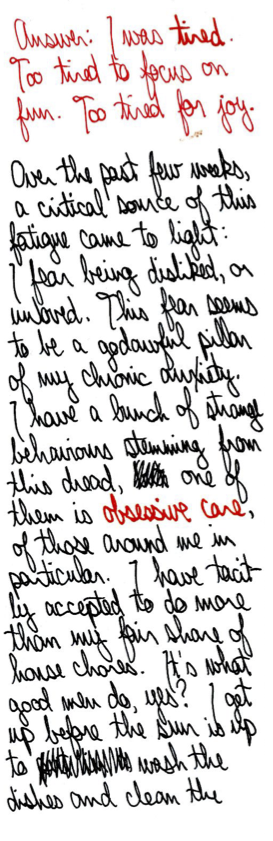 Answer: I was tired.
Too tired to focus on
fun. Too tired for joy.
Over the past few weeks,
a critical source of this
fatigue came to light:
I fear being disliked, or
unloved. This fear seems
to be a godawful pillar
of my chronic anxiety.
I have a bunch of strange
behaviours stemming from
this dread, one of
them is obsessive care,
of those around me in
particular. I have tacit-
ly accepted to do more
than my fair share of
house chores. It's what
good men do, yes? I get
up before the sun is up
to wash the
dishes and clean the